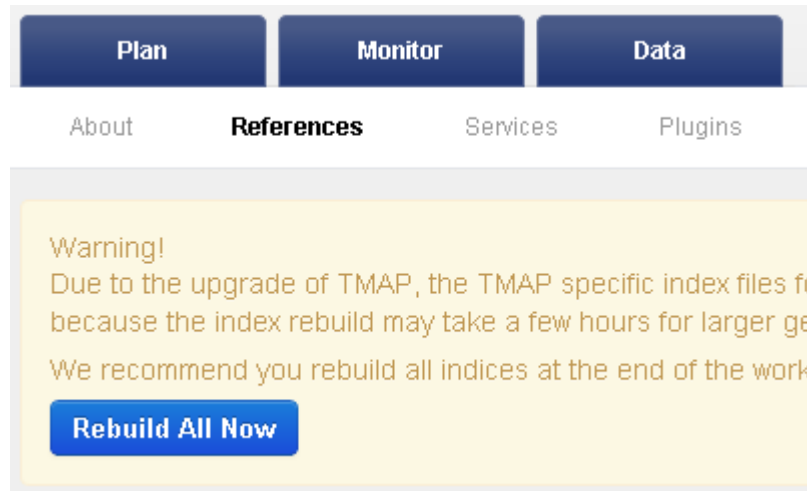 Plan Monitor Data
About References Services Plugins
Warning!
Due to the upgrade of TMAP, the TMAP specific index files
because the index rebuild may take a few hours for larger
We recommend you rebuild all indices at the end of the work
Rebuild All Now